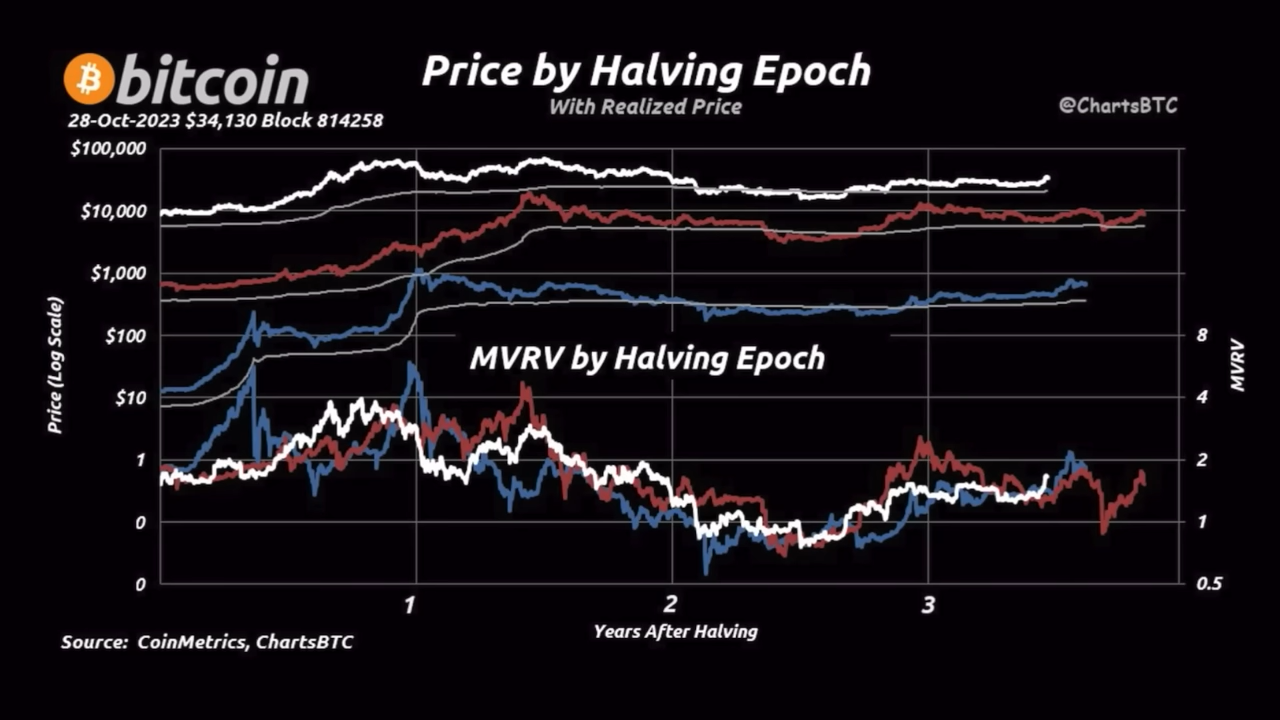 bitcoin
Price by Halving Epoch
With Realized Price
@ChartsBTC
28-Oct-2023 $34,130 Block 814258
$100,000
$10,000
$1,000
$100
$10
1
0
0
Price (Log Scale)
MVRV by Halving Epoch
8
4
2
1
0.5
MVRV
1
2
3
Years After Halving
Source: CoinMetrics, ChartsBTC